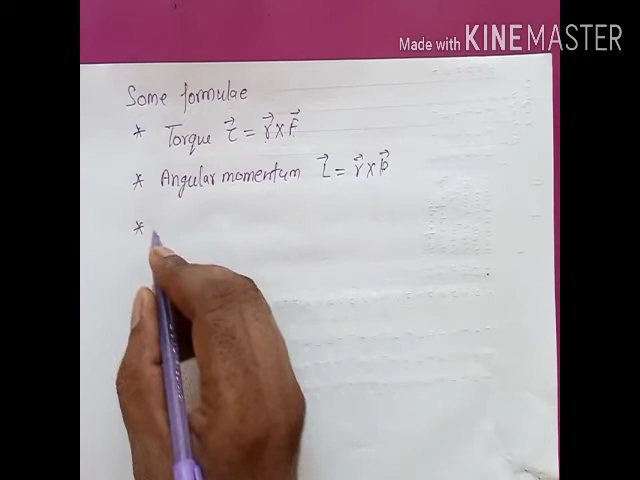 Made with KINEMASTER
Some formulae
* Torque τ⃗ = r⃗ × F⃗
* Angular momentum L⃗ = r⃗ × p⃗
*